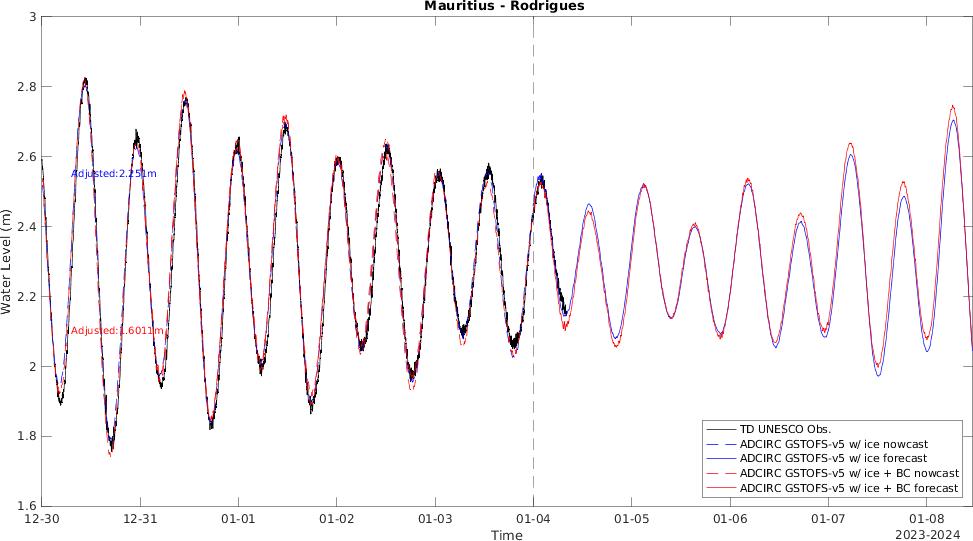 Mauritius - Rodrigues
3
2.8
2.6
2.4
2.2
2
1.8
1.6
Water Level (m)
Adjusted:2.251m
Adjusted:1.6011m
TD UNESCO Obs.
ADCIRC GSTOFS-v5 w/ ice nowcast
ADCIRC GSTOFS-v5 w/ ice forecast
ADCIRC GSTOFS-v5 w/ ice + BC nowcast
ADCIRC GSTOFS-v5 w/ ice + BC forecast
12-30 12-31 01-01 01-02 01-03 01-04 01-05 01-06 01-07 01-08
Time
2023-2024